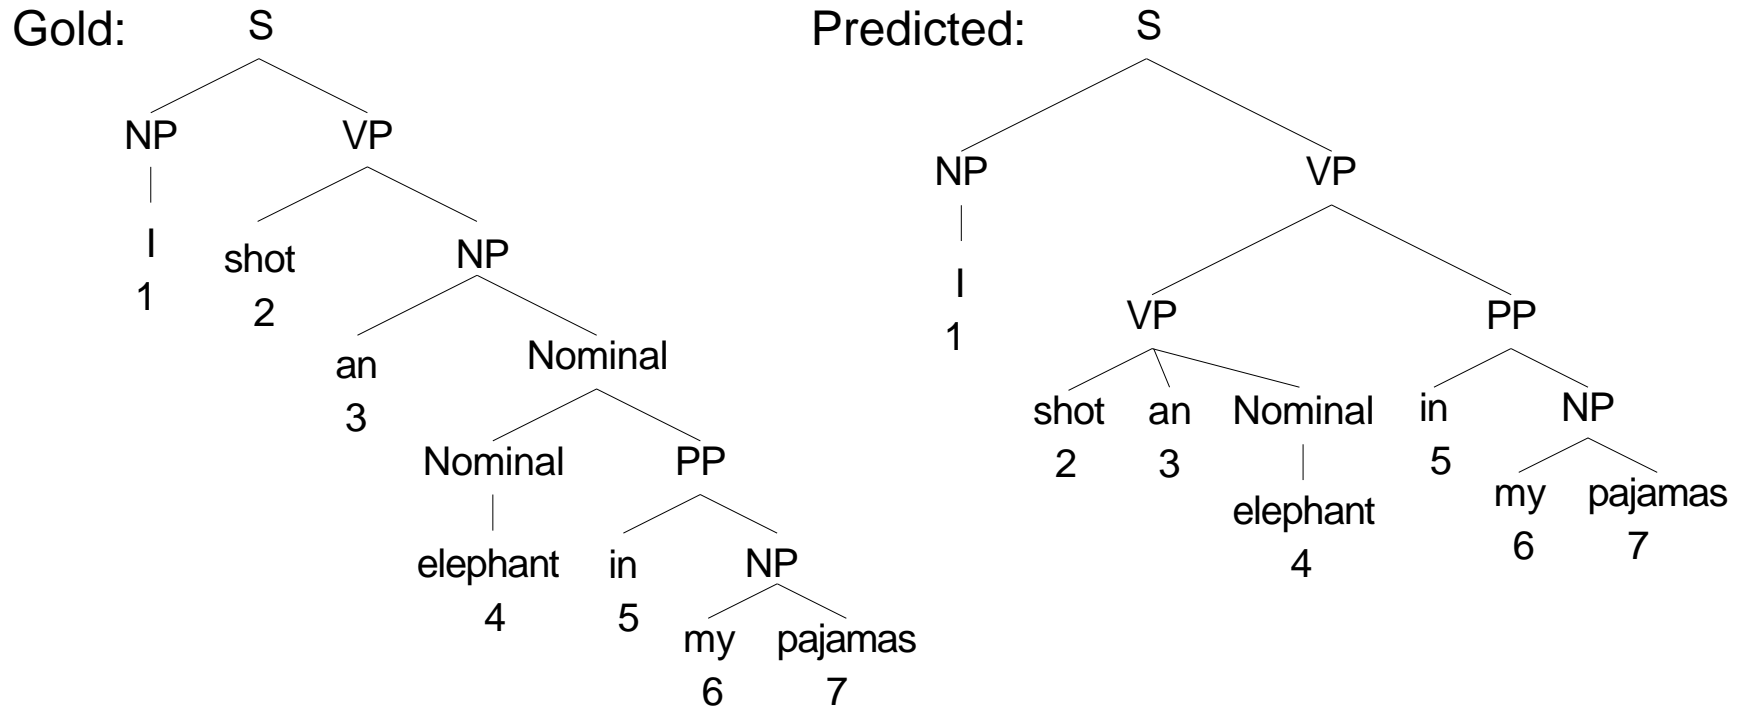 Gold:
S
NP VP
I
1
shot
2
NP
an
3
Nominal
Nominal PP
elephant
4
in
5
NP
my
6
pajamas
7
Predicted:
S
NP VP
I
1
VP PP
shot
2
an
3
Nominal
elephant
4
in
5
NP
my
6
pajamas
7